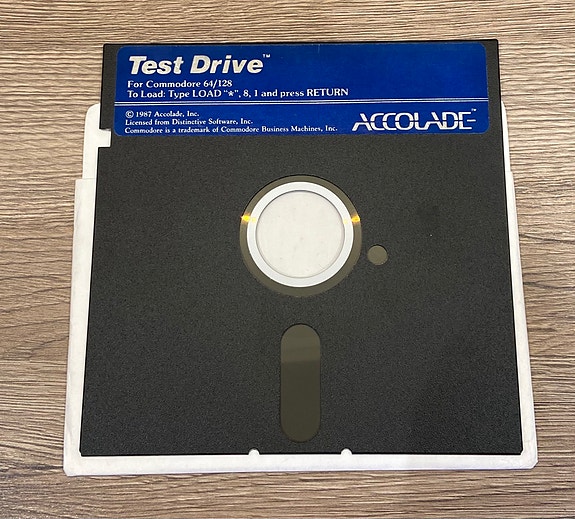 Test Drive™
For Commodore 64/128
To Load: Type LOAD "*", 8, 1 and press RETURN
© 1987 Accolade, Inc.
Licensed from Distinctive Software, Inc.
Commodore is a trademark of Commodore Business Machines, Inc.
ACCOLADE™